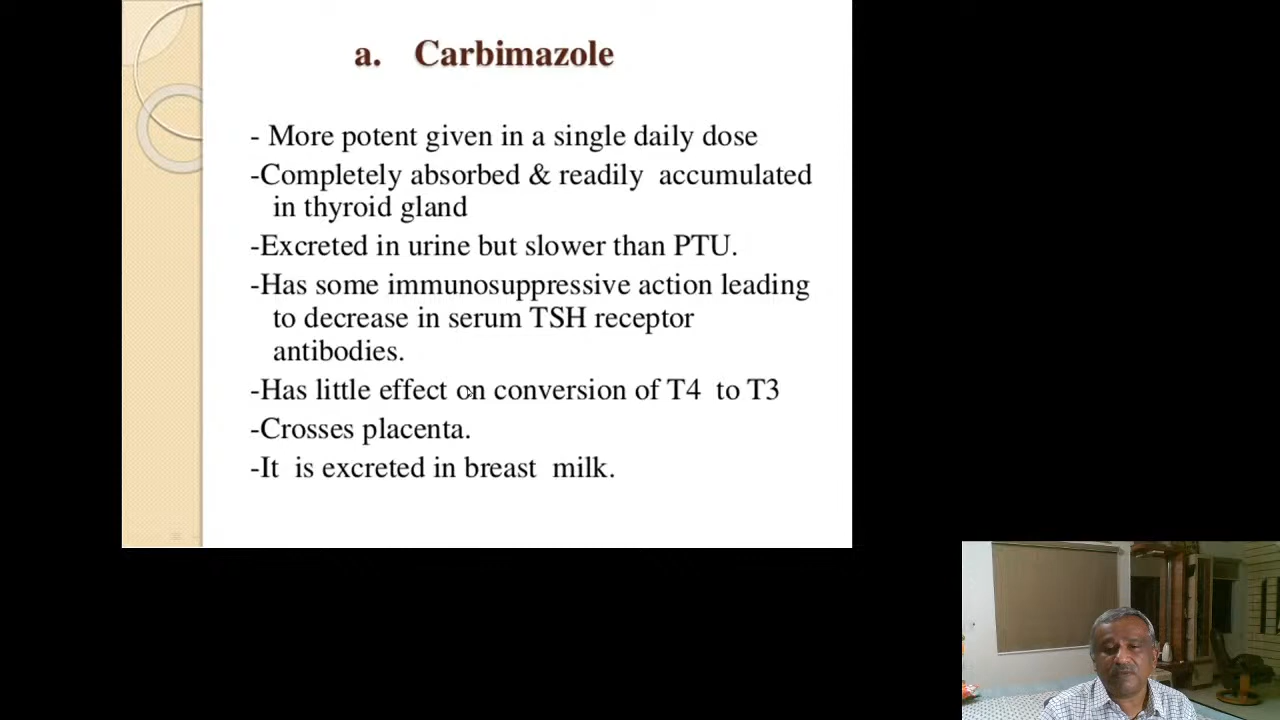 a. Carbimazole
- More potent given in a single daily dose
-Completely absorbed & readily accumulated
in thyroid gland
-Excreted in urine but slower than PTU.
-Has some immunosuppressive action leading
to decrease in serum TSH receptor
antibodies.
-Has little effect on conversion of T4 to T3
-Crosses placenta.
-It is excreted in breast milk.